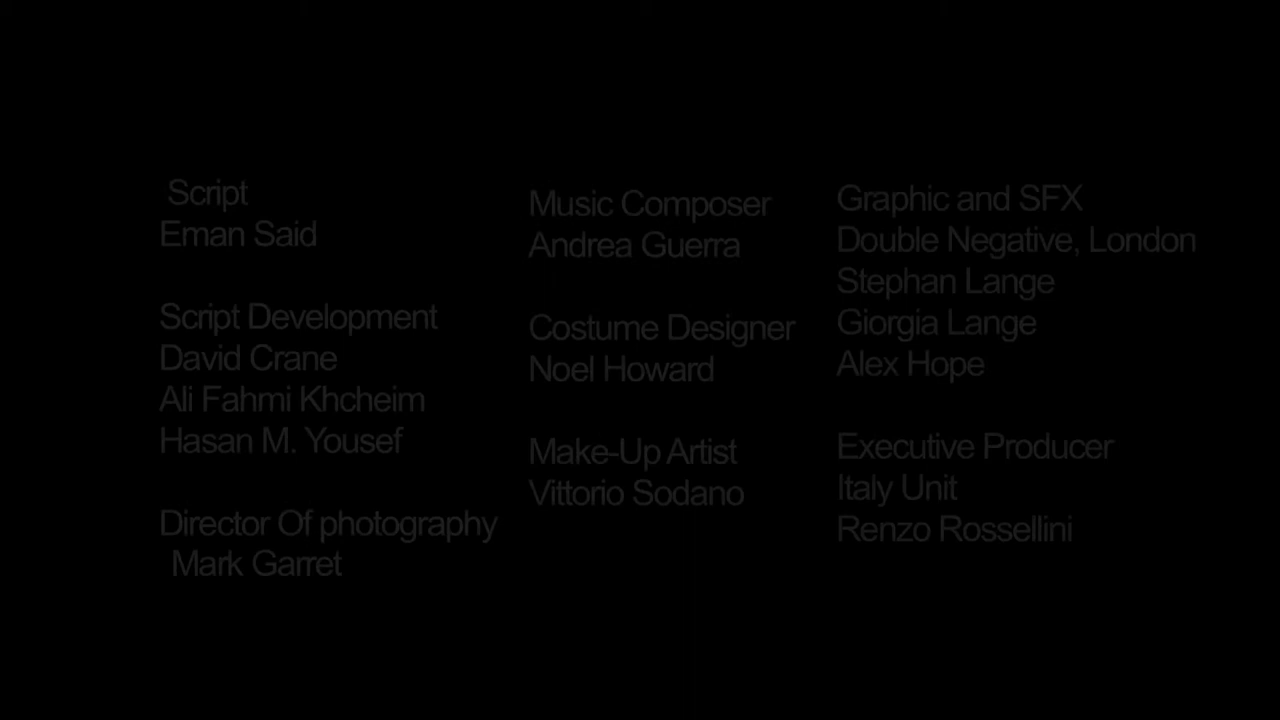 Script
Eman Said
Script Development
David Crane
Ali Fahmi Khcheim
Hasan M. Yousef
Director Of photography
Mark Garret
Music Composer
Andrea Guerra
Costume Designer
Noel Howard
Make-Up Artist
Vittorio Sodano
Graphic and SFX
Double Negative, London
Stephan Lange
Giorgia Lange
Alex Hope
Executive Producer
Italy Unit
Renzo Rossellini